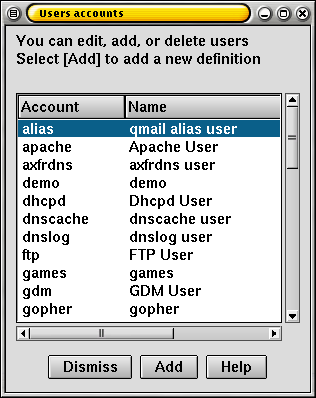 Users accounts
You can edit, add, or delete users
Select [Add] to add a new definition
Account Name
alias qmail alias user
apache Apache User
axfrdns axfrdns user
demo demo
dhcpd Dhcpd User
dnscache dnscache user
dnslog dnslog user
ftp FTP User
games games
gdm GDM User
gopher gopher
Dismiss Add Help